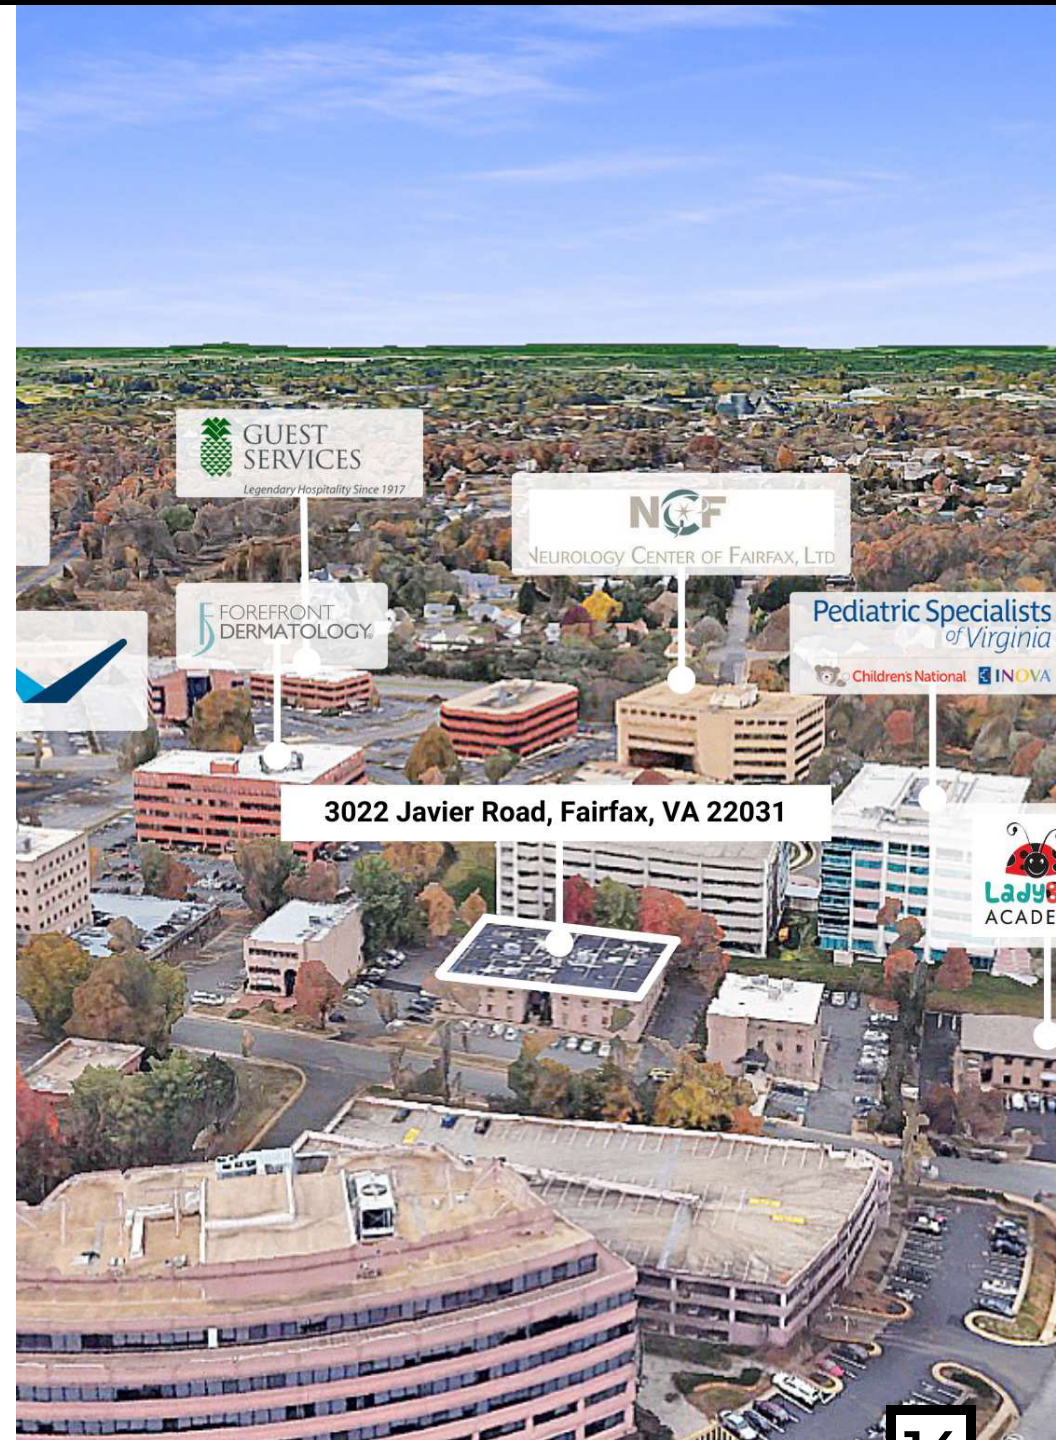 GUEST
SERVICES
Legendary Hospitality Since 1917
NCF
NEUROLOGY CENTER OF FAIRFAX, LTD
FOREFRONT
DERMATOLOGY
Pediatric Specialists
of Virginia
Children's National INOVA
3022 Javier Road, Fairfax, VA 22031